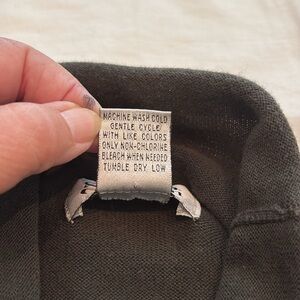 MACHINE WASH COLD
GENTLE CYCLE
WITH LIKE COLORS
ONLY NON-CHLORINE
BLEACH WHEN NEEDED
TUMBLE DRY LOW